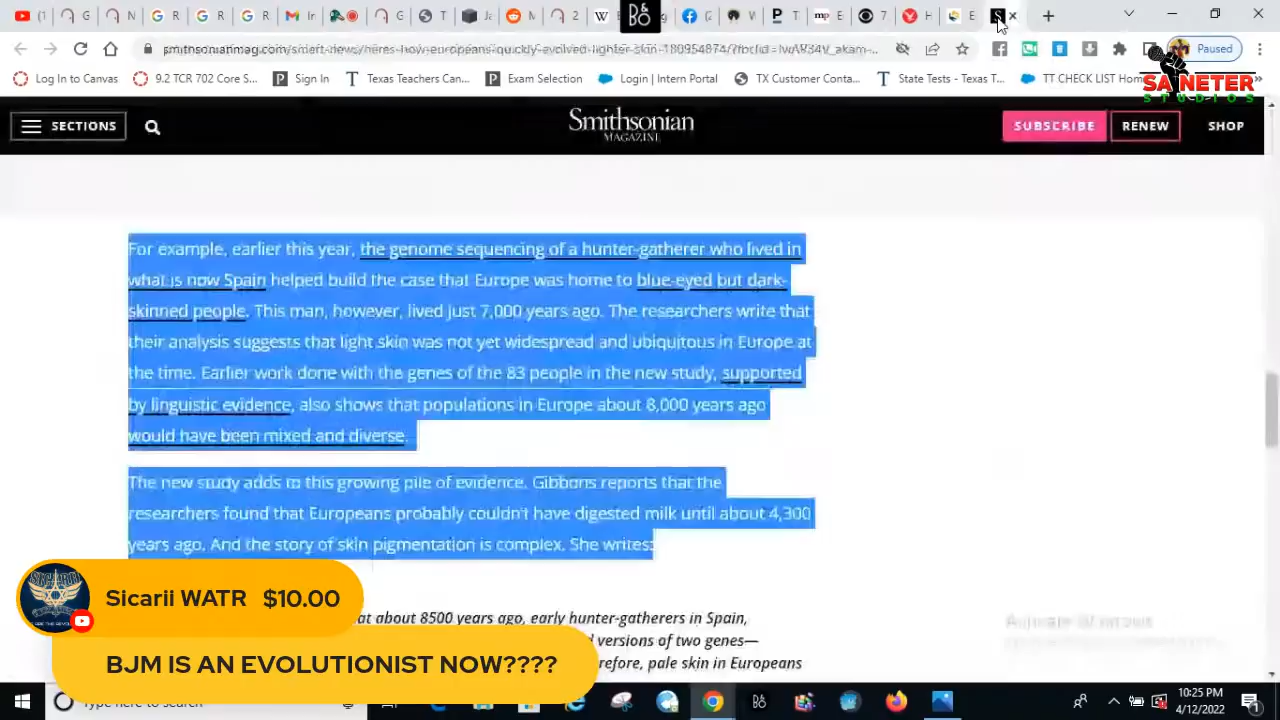 Log In to Canvas
9.2 TCR 702 Core S...
Sign In
Texas Teachers Can...
Exam Selection
Login | Intern Portal
TX Customer Conta...
State Tests - Texas T...
TT CHECK LIST Hom
Paused
SA NETER
STUDIOS
SECTIONS
Smithsonian
MAGAZINE
SUBSCRIBE
RENEW
SHOP
For example, earlier this year, the genome sequencing of a hunter-gatherer who lived in
what is now Spain helped build the case that Europe was home to blue-eyed but dark-
skinned people. This man, however, lived just 7,000 years ago. The researchers write that
their analysis suggests that light skin was not yet widespread and ubiquitous in Europe at
the time. Earlier work done with the genes of the 83 people in the new study, supported
by linguistic evidence, also shows that populations in Europe about 8,000 years ago
would have been mixed and diverse.
The new study adds to this growing pile of evidence. Gibbons reports that the
researchers found that Europeans probably couldn't have digested milk until about 4,300
years ago. And the story of skin pigmentation is complex. She writes:
at about 8500 years ago, early hunter-gatherers in Spain,
d versions of two genes—
refore, pale skin in Europeans
Sicarii WATR $10.00
BJM IS AN EVOLUTIONIST NOW????
Type here to search
10:25 PM
4/12/2022